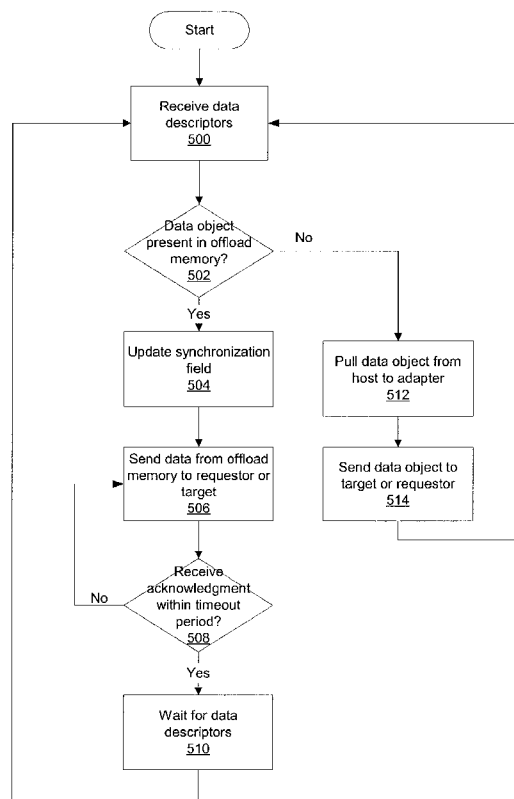 Start
Receive data
descriptors
500
Data object
present in offload
memory?
502
No
Yes
Update synchronization
field
504
Pull data object from
host to adapter
512
Send data from offload
memory to requestor or
target
506
Send data object to
target or requestor
514
Receive
acknowledgment
within timeout
period?
508
No
Yes
Wait for data
descriptors
510